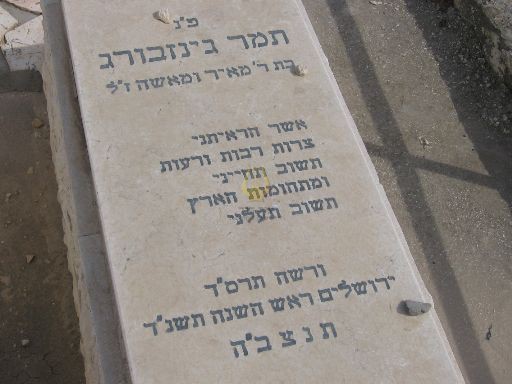 פ"נ
תמר גינזבורג
בת ר' מאיר ומאשה ז"ל
אשר הראיתני
צרות רבות ורעות
תשוב תחייני
ומתהומות הארץ
תשוב תעלני
ורשה תרס"ד
ירושלים ראש השנה תשנ"ד
ת נ צ ב "ה